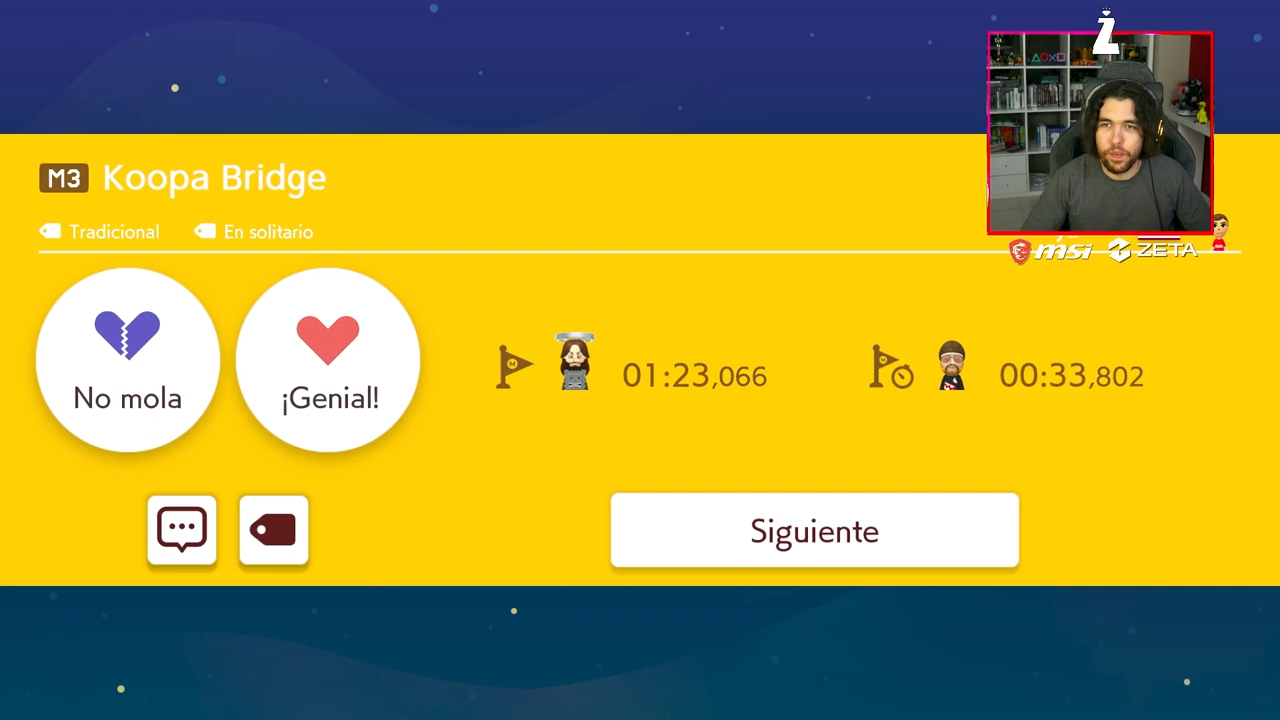 M3 Koopa Bridge
Tradicional En solitario
msi ZETA
No mola ¡Genial!
M 01:23,066 M 00:33,802
Siguiente